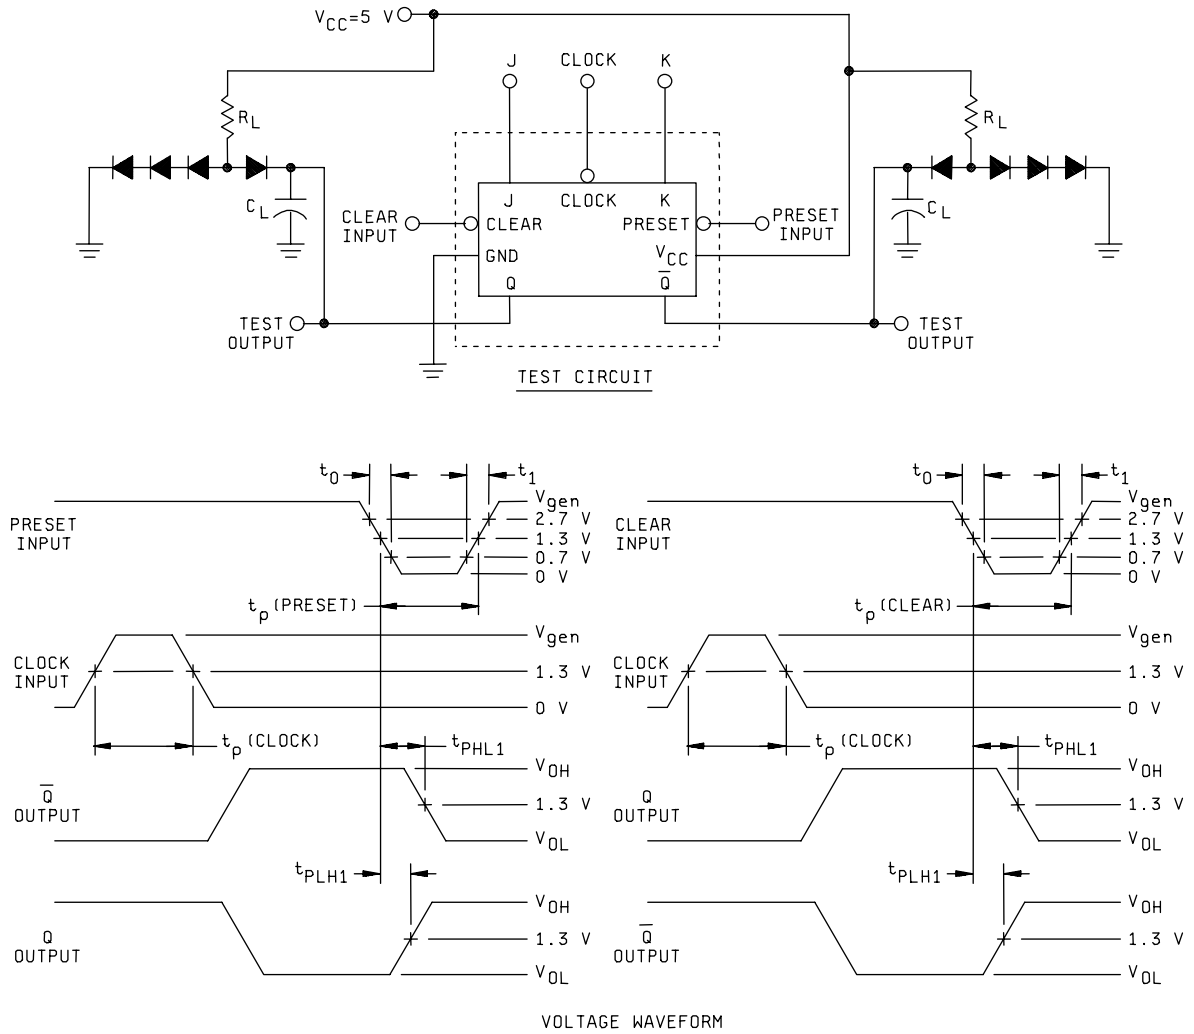 V_CC=5 V
J
CLOCK
K
R_L
R_L
C_L
C_L
J
CLOCK
K
CLEAR
INPUT
CLEAR
PRESET
PRESET
INPUT
GND
V_CC
Q
Q̅
TEST
OUTPUT
TEST
OUTPUT
TEST CIRCUIT
t_0
t_1
PRESET
INPUT
V_gen
2.7 V
1.3 V
0.7 V
0 V
t_p (PRESET)
CLOCK
INPUT
V_gen
1.3 V
0 V
t_p (CLOCK)
t_PHL1
Q̅
OUTPUT
V_OH
1.3 V
V_OL
t_PLH1
Q
OUTPUT
V_OH
1.3 V
V_OL
t_0
t_1
CLEAR
INPUT
V_gen
2.7 V
1.3 V
0.7 V
0 V
t_p (CLEAR)
CLOCK
INPUT
V_gen
1.3 V
0 V
t_p (CLOCK)
t_PHL1
Q
OUTPUT
V_OH
1.3 V
V_OL
t_PLH1
Q̅
OUTPUT
V_OH
1.3 V
V_OL
VOLTAGE WAVEFORM